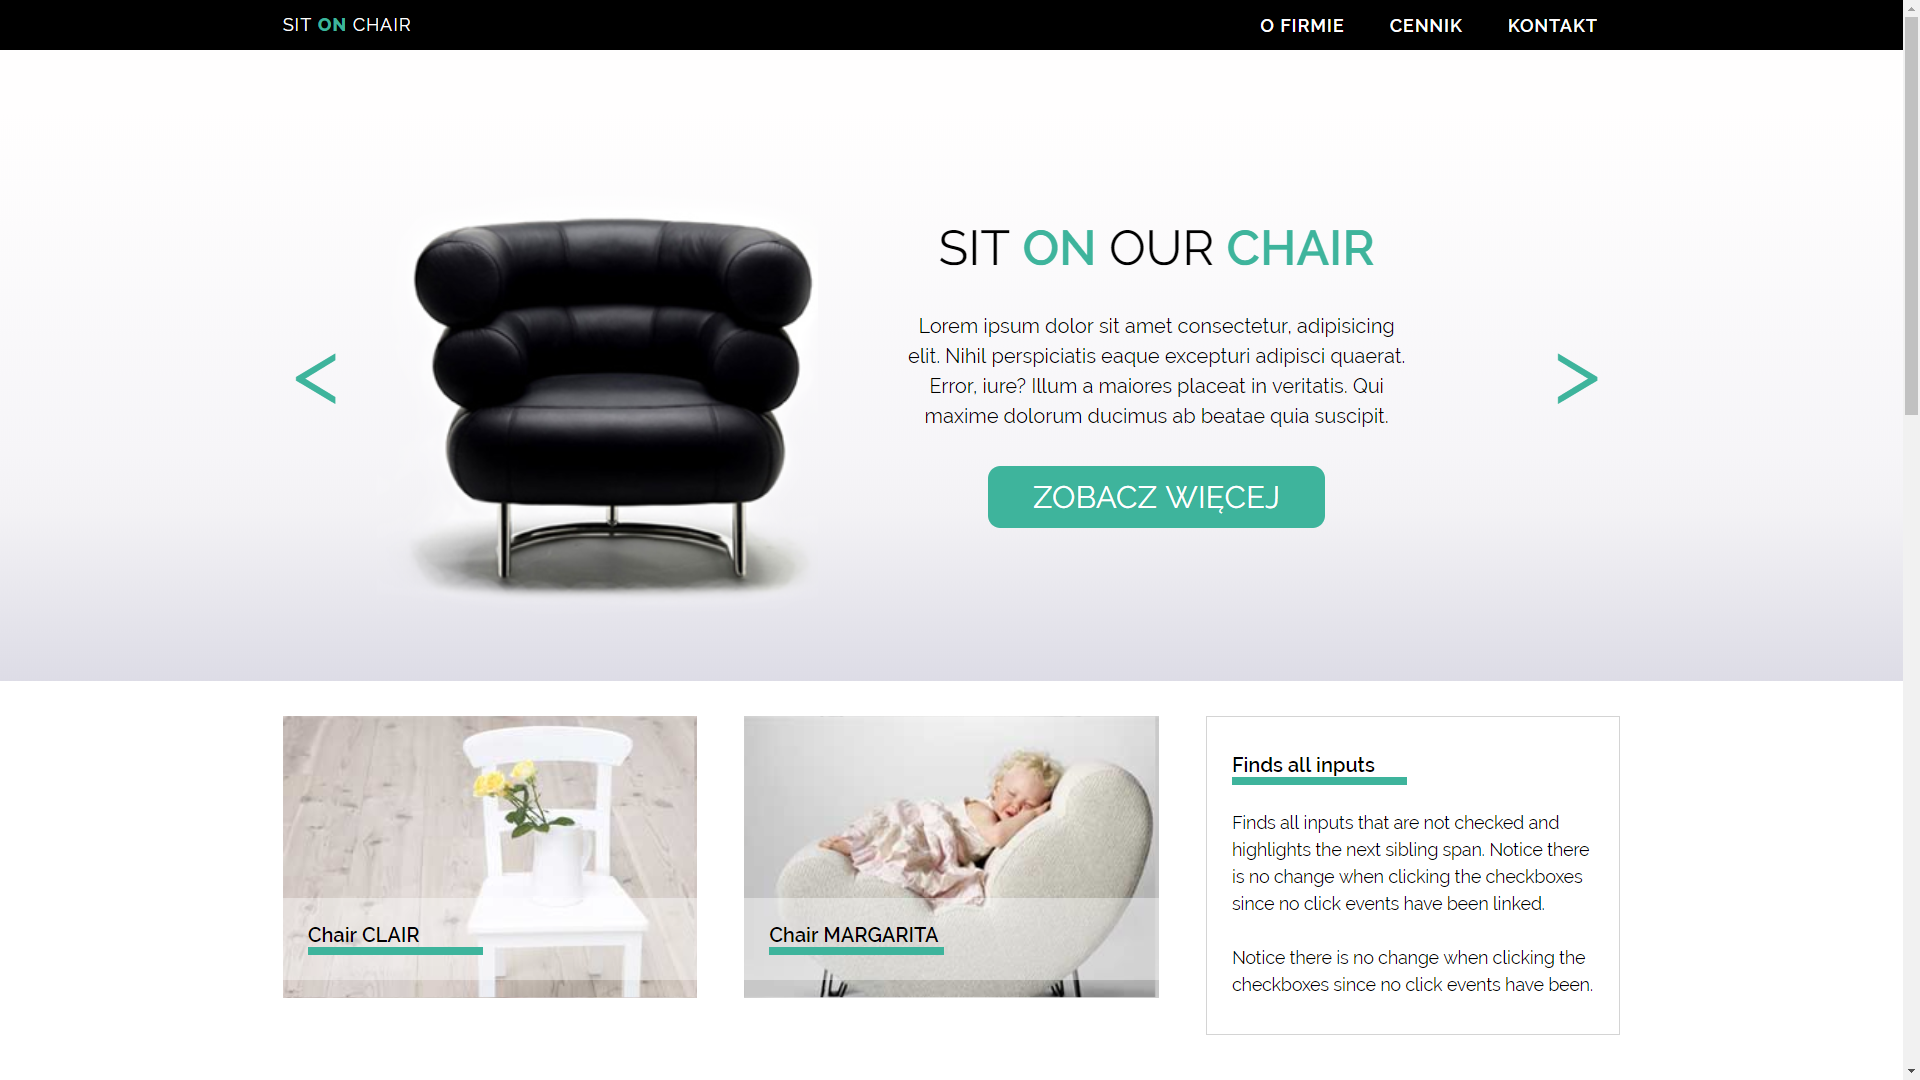 SIT ON CHAIR
O FIRMIE
CENNIK
KONTAKT
<
SIT ON OUR CHAIR
Lorem ipsum dolor sit amet consectetur, adipisicing
elit. Nihil perspiciatis eaque excepturi adipisci quaerat.
Error, iure? Illum a maiores placeat in veritatis. Qui
maxime dolorum ducimus ab beatae quia suscipit.
ZOBACZ WIĘCEJ
>
Chair CLAIR
Chair MARGARITA
Finds all inputs
Finds all inputs that are not checked and
highlights the next sibling span. Notice there
is no change when clicking the checkboxes
since no click events have been linked.
Notice there is no change when clicking the
checkboxes since no click events have been.